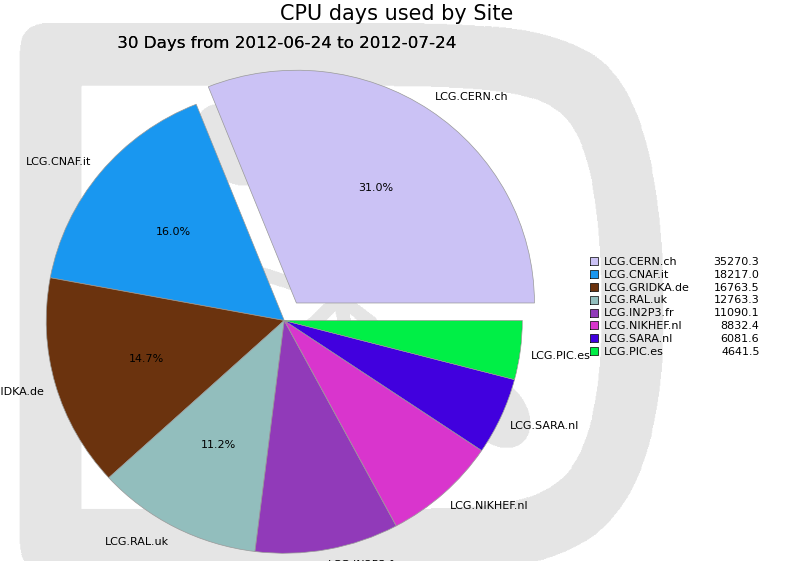 CPU days used by Site
30 Days from 2012-06-24 to 2012-07-24
LCG.CERN.ch
LCG.CNAF.it
31.0%
16.0%
LCG.CERN.ch 35270.3
LCG.CNAF.it 18217.0
LCG.GRIDKA.de 16763.5
LCG.RAL.uk 12763.3
LCG.IN2P3.fr 11090.1
LCG.NIKHEF.nl 8832.4
LCG.SARA.nl 6081.6
LCG.PIC.es 4641.5
LCG.PIC.es
14.7%
IDKA.de
LCG.SARA.nl
11.2%
LCG.NIKHEF.nl
LCG.RAL.uk